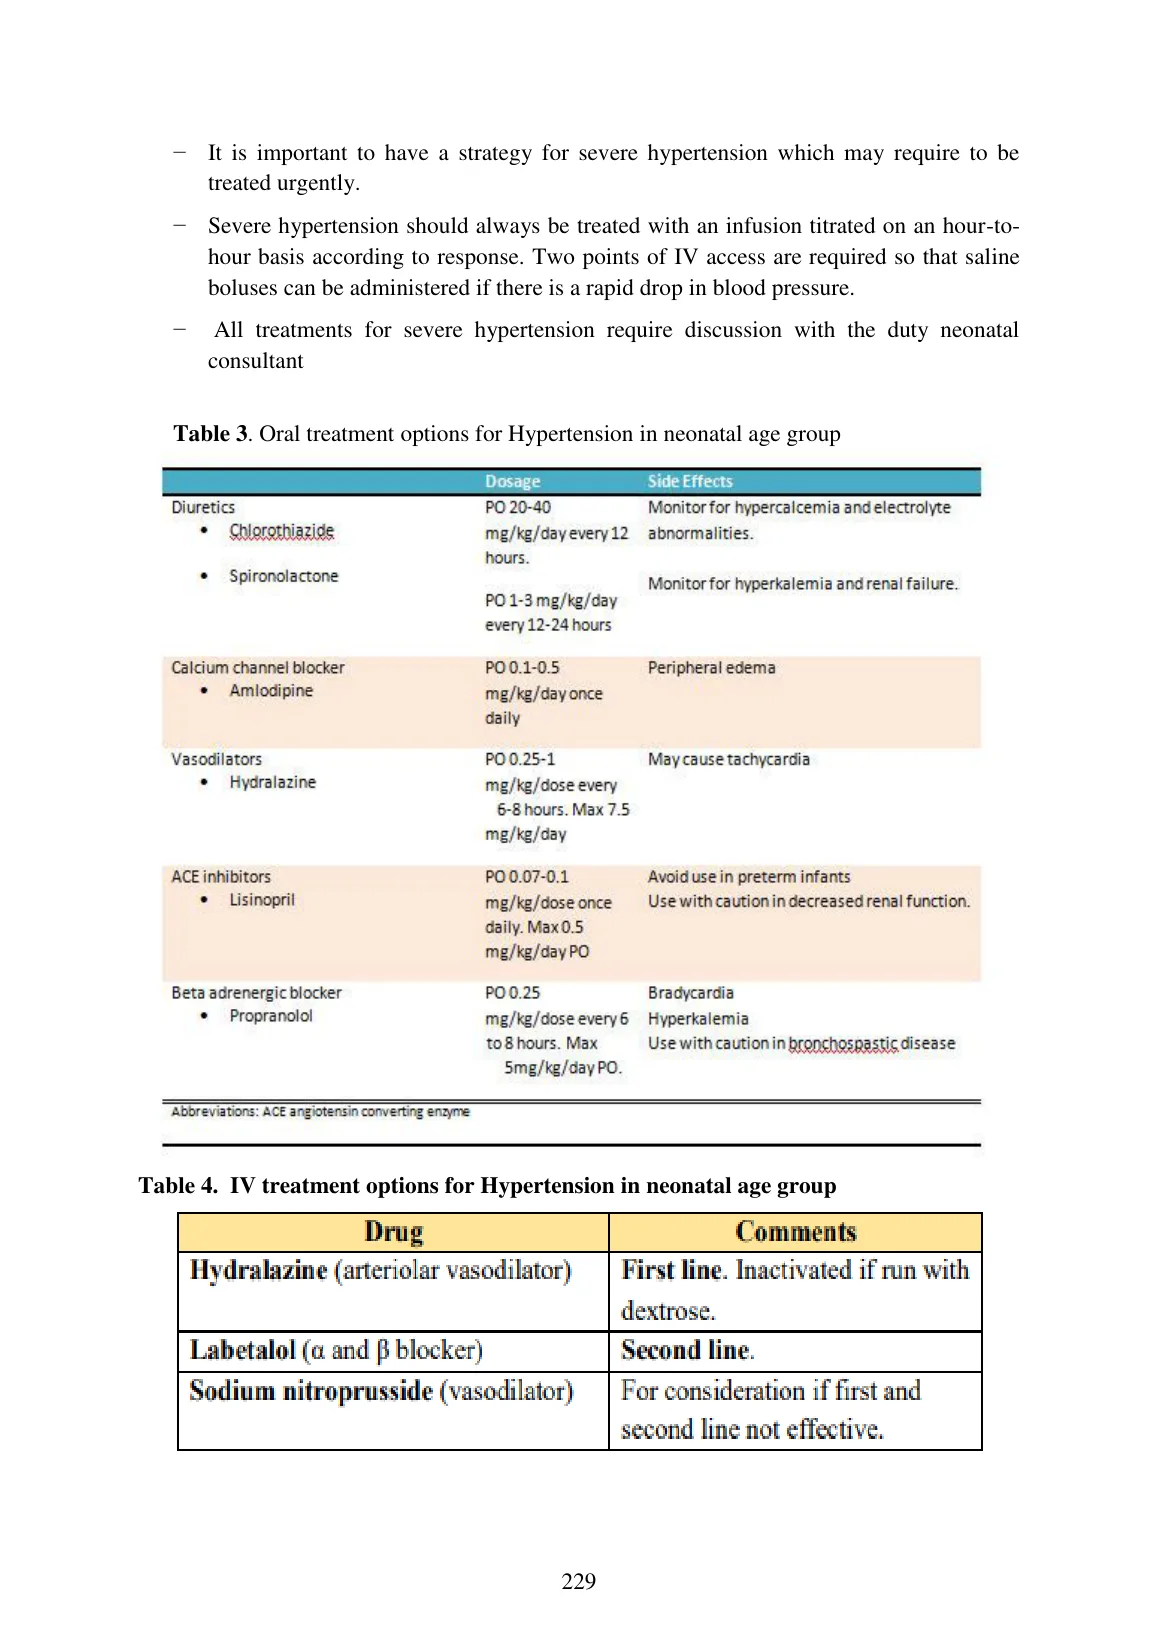 − It is important to have a strategy for severe hypertension which may require to be
treated urgently.
− Severe hypertension should always be treated with an infusion titrated on an hour-to-
hour basis according to response. Two points of IV access are required so that saline
boluses can be administered if there is a rapid drop in blood pressure.
− All treatments for severe hypertension require discussion with the duty neonatal
consultant
Table 3. Oral treatment options for Hypertension in neonatal age group
Dosage Side Effects
Diuretics PO 20-40 Monitor for hypercalcemia and electrolyte
• Chlorothiazide mg/kg/day every 12 abnormalities.
hours.
• Spironolactone Monitor for hyperkalemia and renal failure.
PO 1-3 mg/kg/day
every 12-24 hours
Calcium channel blocker PO 0.1-0.5 Peripheral edema
• Amlodipine mg/kg/day once
daily
Vasodilators PO 0.25-1 May cause tachycardia
• Hydralazine mg/kg/dose every
6-8 hours. Max 7.5
mg/kg/day
ACE inhibitors PO 0.07-0.1 Avoid use in preterm infants
• Lisinopril mg/kg/dose once Use with caution in decreased renal function.
daily. Max 0.5
mg/kg/day PO
Beta adrenergic blocker PO 0.25 Bradycardia
• Propranolol mg/kg/dose every 6 Hyperkalemia
to 8 hours. Max Use with caution in bronchospastic disease
5mg/kg/day PO.
Abbreviations: ACE angiotensin converting enzyme
Table 4. IV treatment options for Hypertension in neonatal age group
Drug Comments
Hydralazine (arteriolar vasodilator) First line. Inactivated if run with
dextrose.
Labetalol (α and β blocker) Second line.
Sodium nitroprusside (vasodilator) For consideration if first and
second line not effective.
229